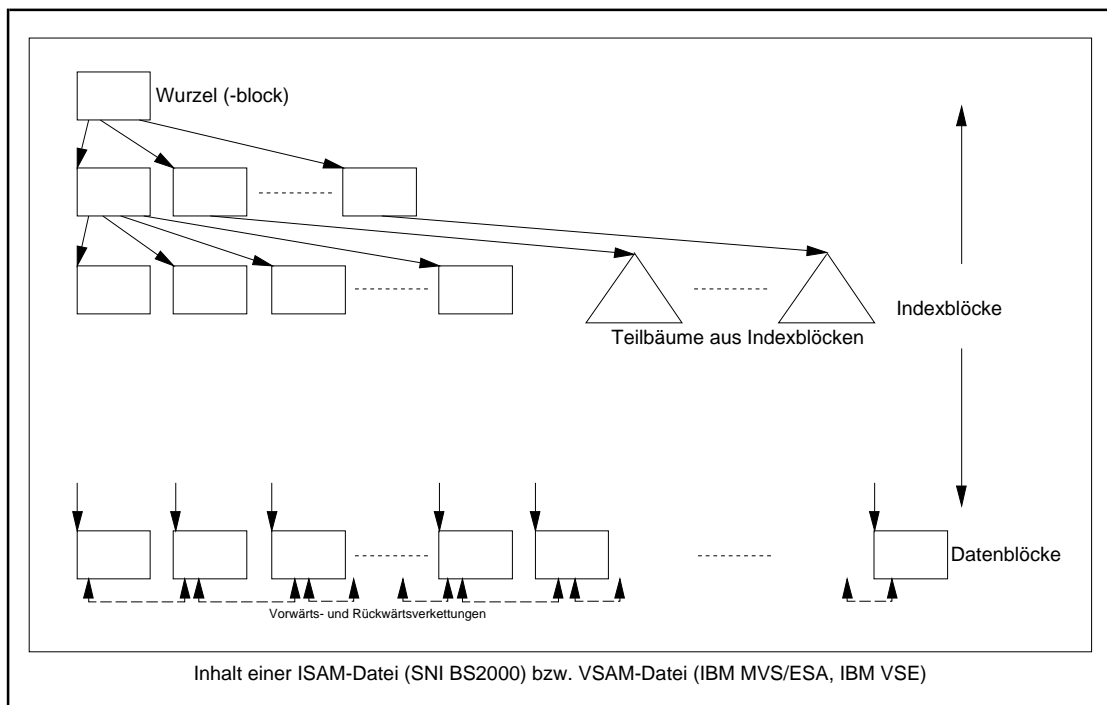 Wurzel (-block)
Indexblöcke
Teilbäume aus Indexblöcken
Datenblöcke
Vorwärts- und Rückwärtsverkettungen
Inhalt einer ISAM-Datei (SNI BS2000) bzw. VSAM-Datei (IBM MVS/ESA, IBM VSE)